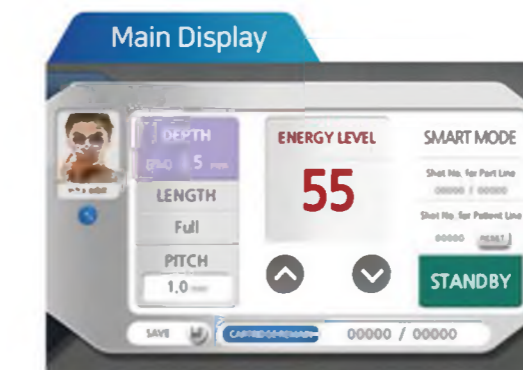 Main Display
DEPTH
5 mm
LENGTH
Full
PITCH
1.0 mm
ENERGY LEVEL
55
SMART MODE
Shot No. for Part Line
00000 / 00000
Shot No. for Patient Line
00000 RESET
STANDBY
SAVE
00000 / 00000